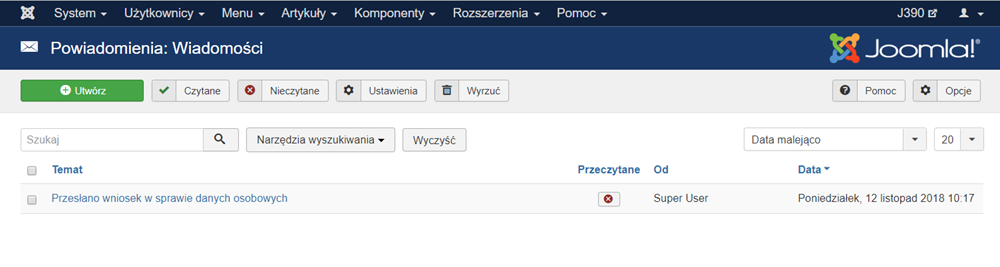 System Użytkownicy Menu Artykuły Komponenty Rozszerzenia Pomoc J390
Powiadomienia: Wiadomości Joomla!®
Utwórz Czytane Nieczytane Ustawienia Wyrzuć Pomoc Opcje
Szukaj Narzędzia wyszukiwania Wyczyść Data malejąco 20
Temat Przeczytane Od Data
Przesłano wniosek w sprawie danych osobowych Super User Poniedziałek, 12 listopad 2018 10:17